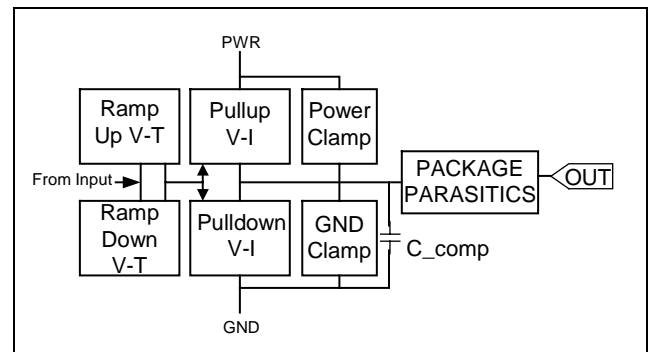 PWR
Ramp
Up V-T
Pullup
V-I
Power
Clamp
From Input
PACKAGE
PARASITICS
OUT
Ramp
Down
V-T
Pulldown
V-I
GND
Clamp
C_comp
GND